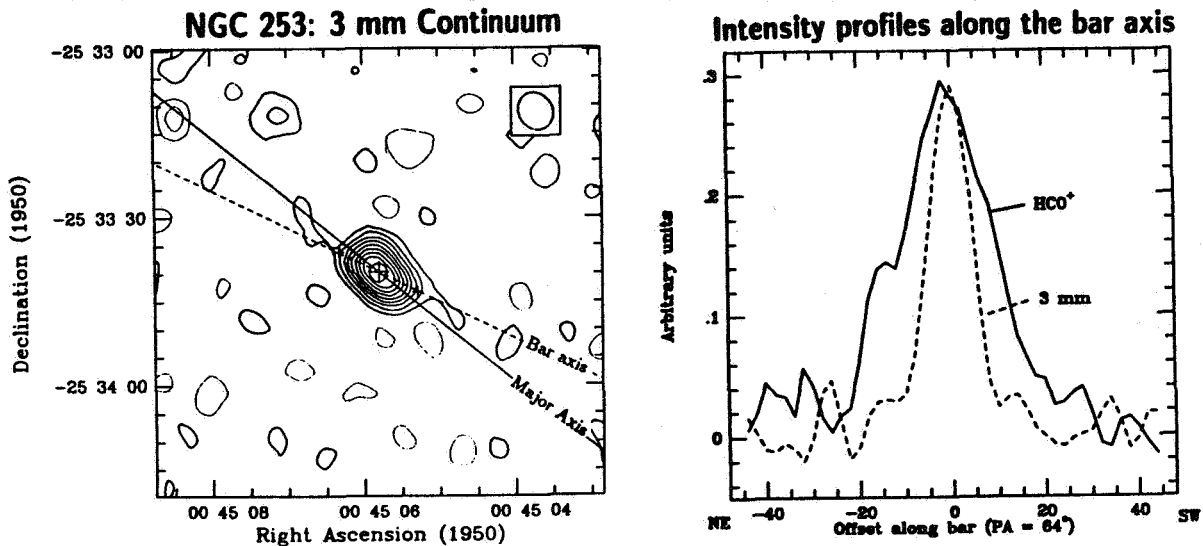 NGC 253: 3 mm Continuum
-25 33 00
-25 33 30
-25 34 00
Declination (1950)
Bar axis
Major Axis
00 45 08
00 45 06
00 45 04
Right Ascension (1950)
Intensity profiles along the bar axis
.3
.2
.1
0
Arbitrary units
HCO⁺
3 mm
NE
-40
-20
0
20
40
SW
Offset along bar (PA = 64°)